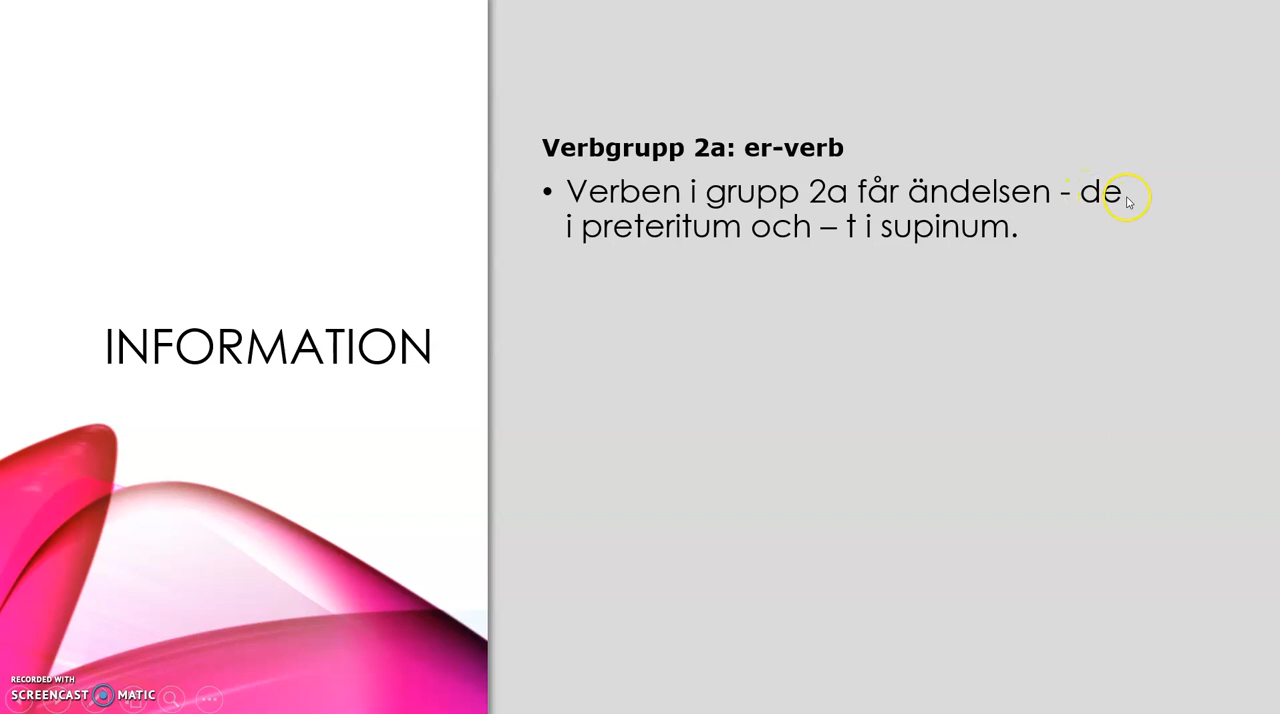 Verbgrupp 2a: er-verb
• Verben i grupp 2a får ändelsen - de
i preteritum och – t i supinum.
INFORMATION
RECORDED WITH
SCREENCAST MATIC